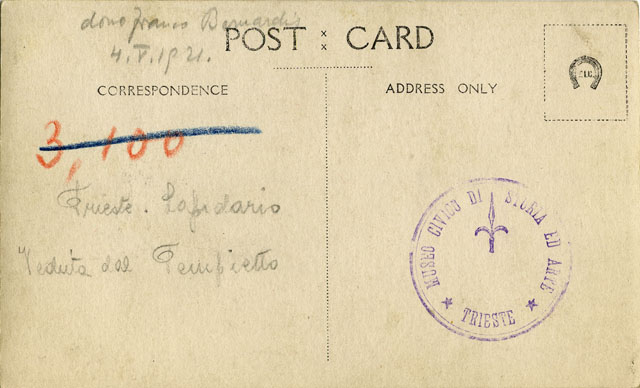 dono Franco Bernardis
4.V.1921.
POST CARD
CORRESPONDENCE
ADDRESS ONLY
3,100
Trieste. Lapidario
Veduta dal Tempietto
MUSEO CIVICO DI STORIA ED ARTE
★ TRIESTE ★